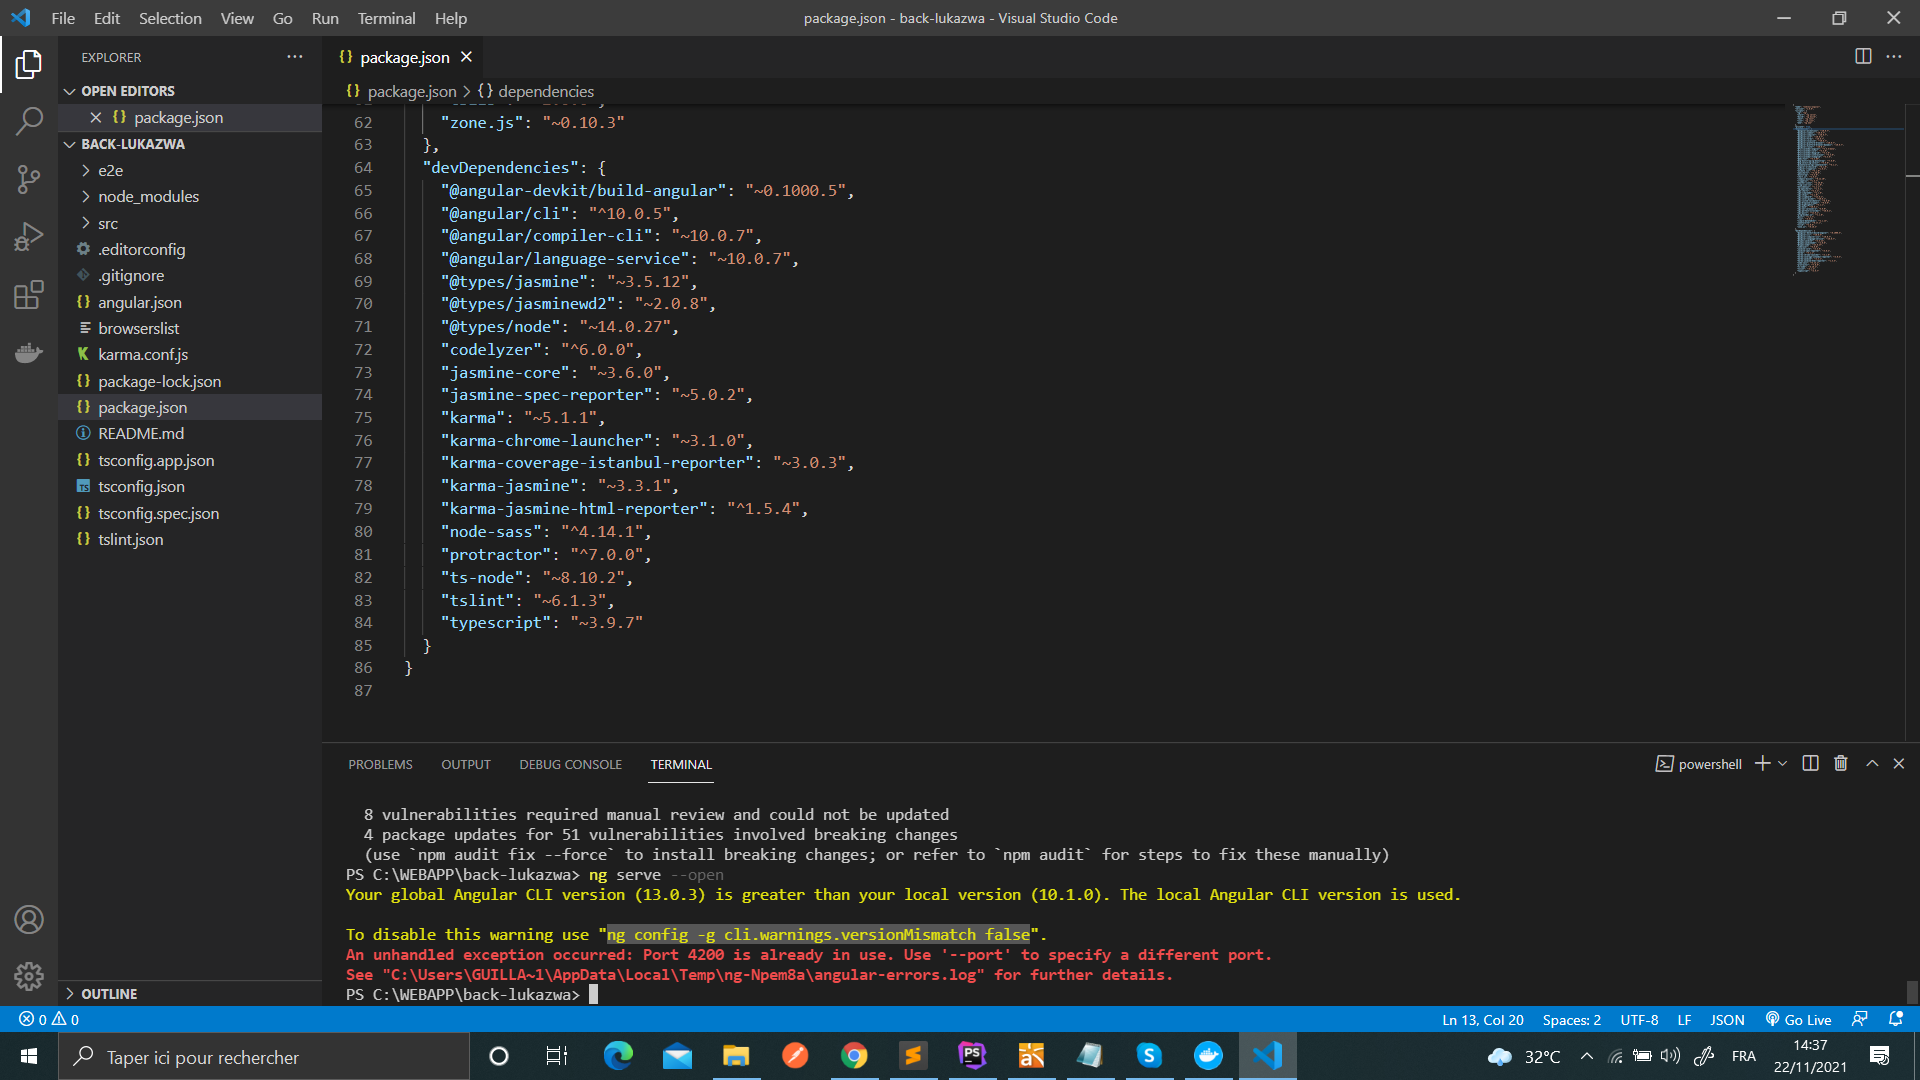 File Edit Selection View Go Run Terminal Help
package.json - back-lukazwa - Visual Studio Code
EXPLORER
OPEN EDITORS
package.json
BACK-LUKAZWA
e2e
node_modules
src
.editorconfig
.gitignore
angular.json
browserslist
karma.conf.js
package-lock.json
package.json
README.md
tsconfig.app.json
tsconfig.json
tsconfig.spec.json
tslint.json
OUTLINE
package.json
package.json > {} dependencies
62 "zone.js": "~0.10.3"
63 },
64 "devDependencies": {
65 "@angular-devkit/build-angular": "~0.1000.5",
66 "@angular/cli": "^10.0.5",
67 "@angular/compiler-cli": "~10.0.7",
68 "@angular/language-service": "~10.0.7",
69 "@types/jasmine": "~3.5.12",
70 "@types/jasminewd2": "~2.0.8",
71 "@types/node": "~14.0.27",
72 "codelyzer": "^6.0.0",
73 "jasmine-core": "~3.6.0",
74 "jasmine-spec-reporter": "~5.0.2",
75 "karma": "~5.1.1",
76 "karma-chrome-launcher": "~3.1.0",
77 "karma-coverage-istanbul-reporter": "~3.0.3",
78 "karma-jasmine": "~3.3.1",
79 "karma-jasmine-html-reporter": "^1.5.4",
80 "node-sass": "^4.14.1",
81 "protractor": "^7.0.0",
82 "ts-node": "~8.10.2",
83 "tslint": "~6.1.3",
84 "typescript": "~3.9.7"
85 }
86 }
87
PROBLEMS OUTPUT DEBUG CONSOLE TERMINAL
powershell
8 vulnerabilities required manual review and could not be updated
4 package updates for 51 vulnerabilities involved breaking changes
(use `npm audit fix --force` to install breaking changes; or refer to `npm audit` for steps to fix these manually)
PS C:\WEBAPP\back-lukazwa> ng serve --open
Your global Angular CLI version (13.0.3) is greater than your local version (10.1.0). The local Angular CLI version is used.
To disable this warning use "ng config -g cli.warnings.versionMismatch false".
An unhandled exception occurred: Port 4200 is already in use. Use '--port' to specify a different port.
See "C:\Users\GUILLA~1\AppData\Local\Temp\ng-Npem8a\angular-errors.log" for further details.
PS C:\WEBAPP\back-lukazwa>
0 0
Ln 13, Col 20 Spaces: 2 UTF-8 LF JSON Go Live
Taper ici pour rechercher
32°C
FRA
14:37
22/11/2021